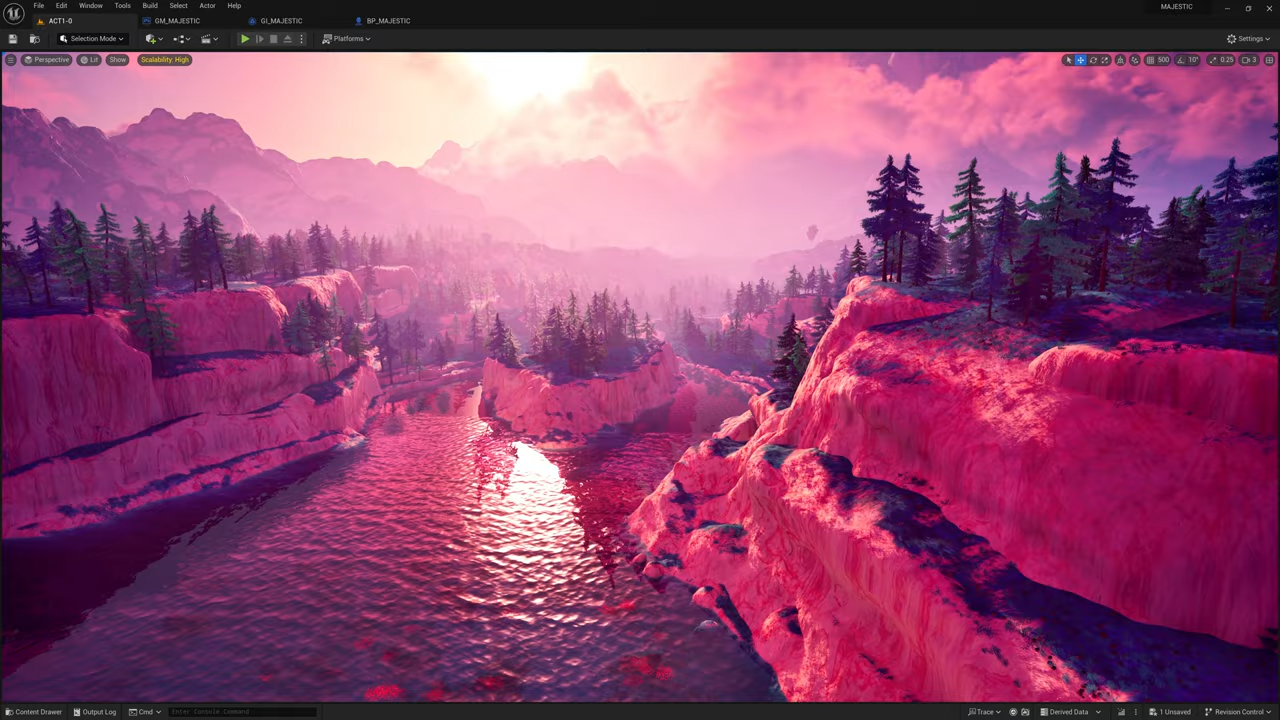 File Edit Window Tools Build Select Actor Help MAJESTIC
ACT1-0 GM_MAJESTIC GI_MAJESTIC BP_MAJESTIC
Selection Mode Platforms Settings
Perspective Lit Show Scalability: High 500 10° 0.25 3
Content Drawer Output Log Cmd Enter Console Command Trace Derived Data 1 Unsaved Revision Control